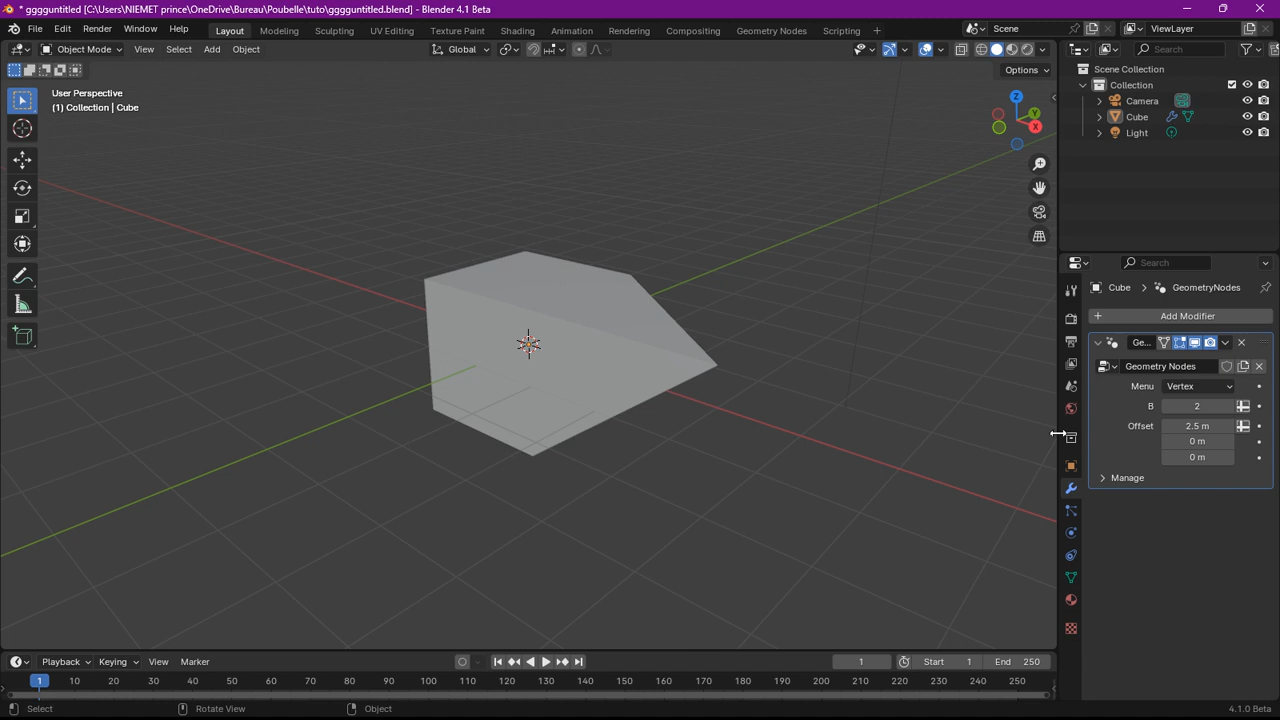 * gggguntitled [C:\Users\NIEMET prince\OneDrive\Bureau\Poubelle\tuto\gggguntitled.blend] - Blender 4.1 Beta
File Edit Render Window Help Layout Modeling Sculpting UV Editing Texture Paint Shading Animation Rendering Compositing Geometry Nodes Scripting + Scene ViewLayer
Object Mode View Select Add Object Global Search
Options
Scene Collection
Collection
Camera
Cube
Light
User Perspective
(1) Collection | Cube
Z
Y
X
Search
Cube GeometryNodes
+ Add Modifier
Ge...
Geometry Nodes
Menu Vertex
B 2
Offset 2.5 m
0 m
0 m
Manage
Playback Keying View Marker 1 Start 1 End 250
1 10 20 30 40 50 60 70 80 90 100 110 120 130 140 150 160 170 180 190 200 210 220 230 240 250
Select Rotate View Object 4.1.0 Beta